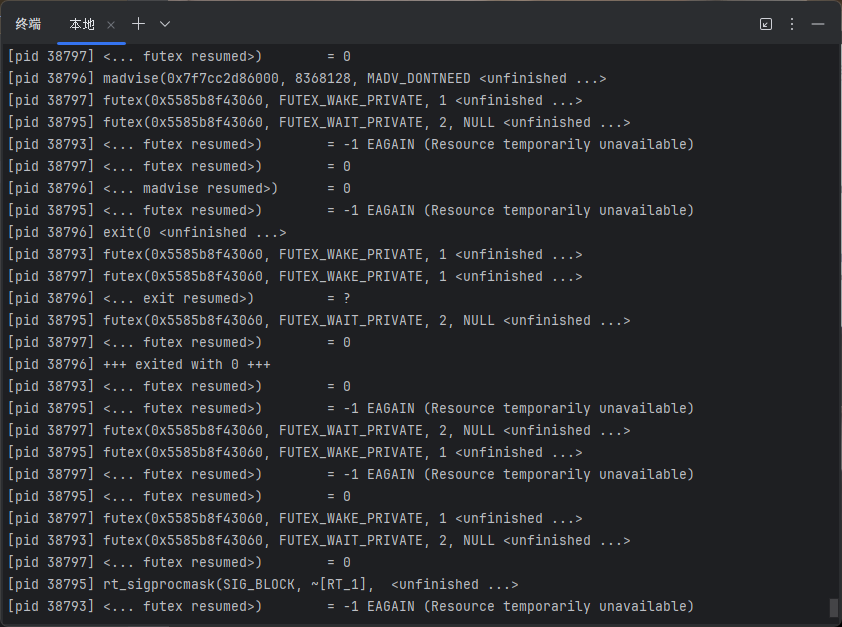 终端 本地
[pid 38797] <... futex resumed>)        = 0
[pid 38796] madvise(0x7f7cc2d86000, 8368128, MADV_DONTNEED <unfinished ...>
[pid 38797] futex(0x5585b8f43060, FUTEX_WAKE_PRIVATE, 1 <unfinished ...>
[pid 38795] futex(0x5585b8f43060, FUTEX_WAIT_PRIVATE, 2, NULL <unfinished ...>
[pid 38793] <... futex resumed>)        = -1 EAGAIN (Resource temporarily unavailable)
[pid 38797] <... futex resumed>)        = 0
[pid 38796] <... madvise resumed>)      = 0
[pid 38795] <... futex resumed>)        = -1 EAGAIN (Resource temporarily unavailable)
[pid 38796] exit(0 <unfinished ...>
[pid 38793] futex(0x5585b8f43060, FUTEX_WAKE_PRIVATE, 1 <unfinished ...>
[pid 38797] futex(0x5585b8f43060, FUTEX_WAKE_PRIVATE, 1 <unfinished ...>
[pid 38796] <... exit resumed>)         = ?
[pid 38795] futex(0x5585b8f43060, FUTEX_WAIT_PRIVATE, 2, NULL <unfinished ...>
[pid 38797] <... futex resumed>)        = 0
[pid 38796] +++ exited with 0 +++
[pid 38793] <... futex resumed>)        = 0
[pid 38795] <... futex resumed>)        = -1 EAGAIN (Resource temporarily unavailable)
[pid 38797] futex(0x5585b8f43060, FUTEX_WAIT_PRIVATE, 2, NULL <unfinished ...>
[pid 38795] futex(0x5585b8f43060, FUTEX_WAKE_PRIVATE, 1 <unfinished ...>
[pid 38797] <... futex resumed>)        = -1 EAGAIN (Resource temporarily unavailable)
[pid 38795] <... futex resumed>)        = 0
[pid 38797] futex(0x5585b8f43060, FUTEX_WAKE_PRIVATE, 1 <unfinished ...>
[pid 38793] futex(0x5585b8f43060, FUTEX_WAIT_PRIVATE, 2, NULL <unfinished ...>
[pid 38797] <... futex resumed>)        = 0
[pid 38795] rt_sigprocmask(SIG_BLOCK, ~[RT_1],  <unfinished ...>
[pid 38793] <... futex resumed>)        = -1 EAGAIN (Resource temporarily unavailable)